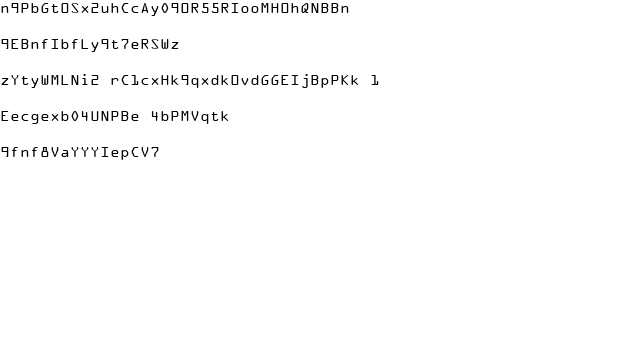 n9PbGtOSx2uhCcAy09OR55RIooMHOhQNBBn
9EBnfIbfLy9t7eRSWz
zYtyWMLNi2 rC1cxHk9qxdkOvdGGEIjBpPKk 1
Eecgexb04UNPBe 4bPMVqtk
9fnf8VaYYYIepCV7